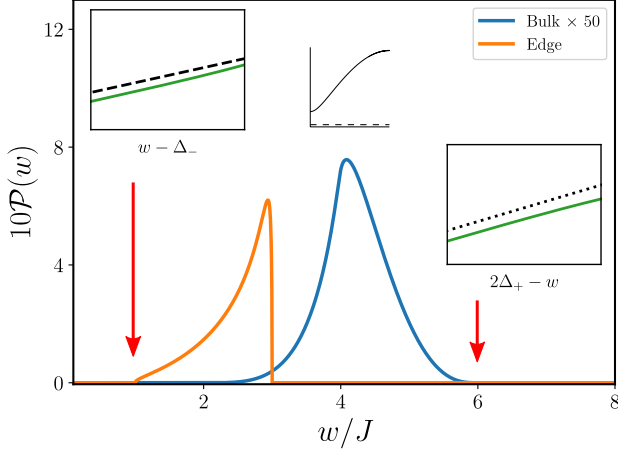 10𝒫(w)
12
8
4
0
2
4
6
8
w/J
Bulk × 50
Edge
w − Δ₋
2Δ₊ − w